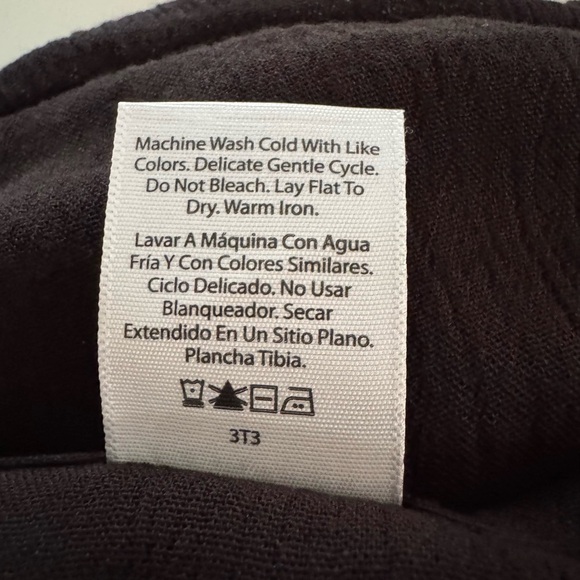 Machine Wash Cold With Like
Colors. Delicate Gentle Cycle.
Do Not Bleach. Lay Flat To
Dry. Warm Iron.
Lavar A Máquina Con Agua
Fría Y Con Colores Similares.
Ciclo Delicado. No Usar
Blanqueador. Secar
Extendido En Un Sitio Plano.
Plancha Tibia.
3T3